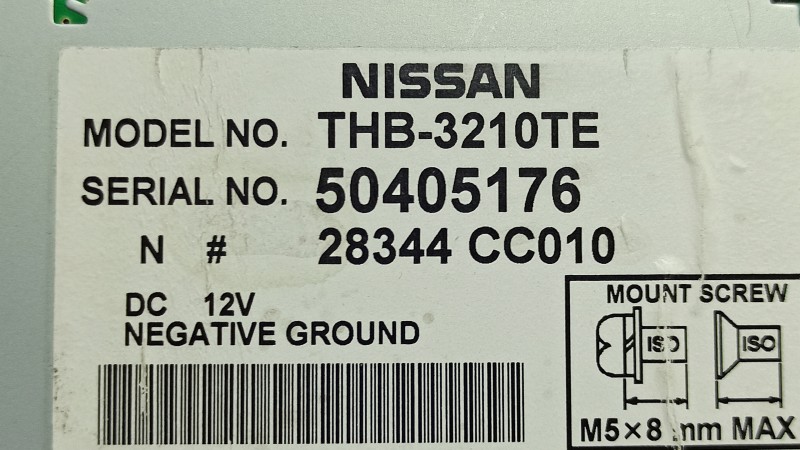 NISSAN
MODEL NO. THB-3210TE
SERIAL NO. 50405176
N # 28344 CC010
DC 12V
NEGATIVE GROUND
MOUNT SCREW
ISO ISO
M5×8 mm MAX